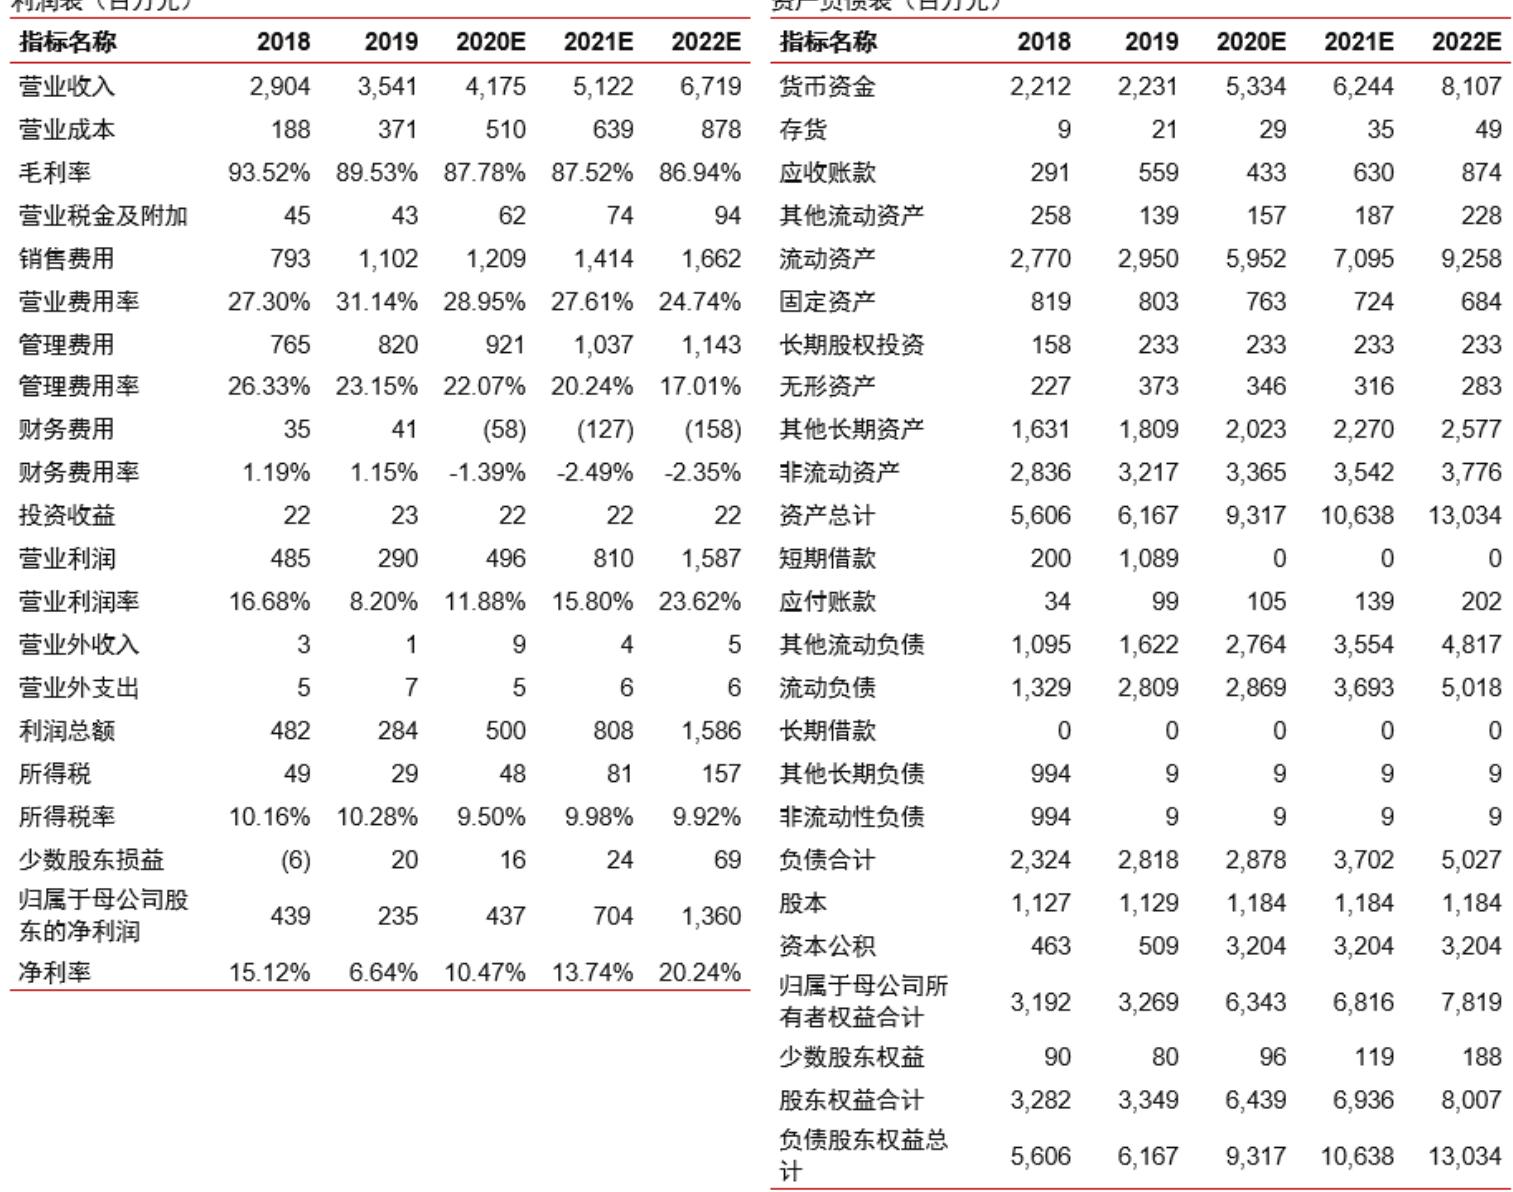 利润表（百万元）
指标名称 2018 2019 2020E 2021E 2022E
营业收入 2,904 3,541 4,175 5,122 6,719
营业成本 188 371 510 639 878
毛利率 93.52% 89.53% 87.78% 87.52% 86.94%
营业税金及附加 45 43 62 74 94
销售费用 793 1,102 1,209 1,414 1,662
营业费用率 27.30% 31.14% 28.95% 27.61% 24.74%
管理费用 765 820 921 1,037 1,143
管理费用率 26.33% 23.15% 22.07% 20.24% 17.01%
财务费用 35 41 (58) (127) (158)
财务费用率 1.19% 1.15% -1.39% -2.49% -2.35%
投资收益 22 23 22 22 22
营业利润 485 290 496 810 1,587
营业利润率 16.68% 8.20% 11.88% 15.80% 23.62%
营业外收入 3 1 9 4 5
营业外支出 5 7 5 6 6
利润总额 482 284 500 808 1,586
所得税 49 29 48 81 157
所得税率 10.16% 10.28% 9.50% 9.98% 9.92%
少数股东损益 (6) 20 16 24 69
归属于母公司股
东的净利润 439 235 437 704 1,360
净利率 15.12% 6.64% 10.47% 13.74% 20.24%
资产负债表（百万元）
指标名称 2018 2019 2020E 2021E 2022E
货币资金 2,212 2,231 5,334 6,244 8,107
存货 9 21 29 35 49
应收账款 291 559 433 630 874
其他流动资产 258 139 157 187 228
流动资产 2,770 2,950 5,952 7,095 9,258
固定资产 819 803 763 724 684
长期股权投资 158 233 233 233 233
无形资产 227 373 346 316 283
其他长期资产 1,631 1,809 2,023 2,270 2,577
非流动资产 2,836 3,217 3,365 3,542 3,776
资产总计 5,606 6,167 9,317 10,638 13,034
短期借款 200 1,089 0 0 0
应付账款 34 99 105 139 202
其他流动负债 1,095 1,622 2,764 3,554 4,817
流动负债 1,329 2,809 2,869 3,693 5,018
长期借款 0 0 0 0 0
其他长期负债 994 9 9 9 9
非流动性负债 994 9 9 9 9
负债合计 2,324 2,818 2,878 3,702 5,027
股本 1,127 1,129 1,184 1,184 1,184
资本公积 463 509 3,204 3,204 3,204
归属于母公司所
有者权益合计 3,192 3,269 6,343 6,816 7,819
少数股东权益 90 80 96 119 188
股东权益合计 3,282 3,349 6,439 6,936 8,007
负债股东权益总
计 5,606 6,167 9,317 10,638 13,034